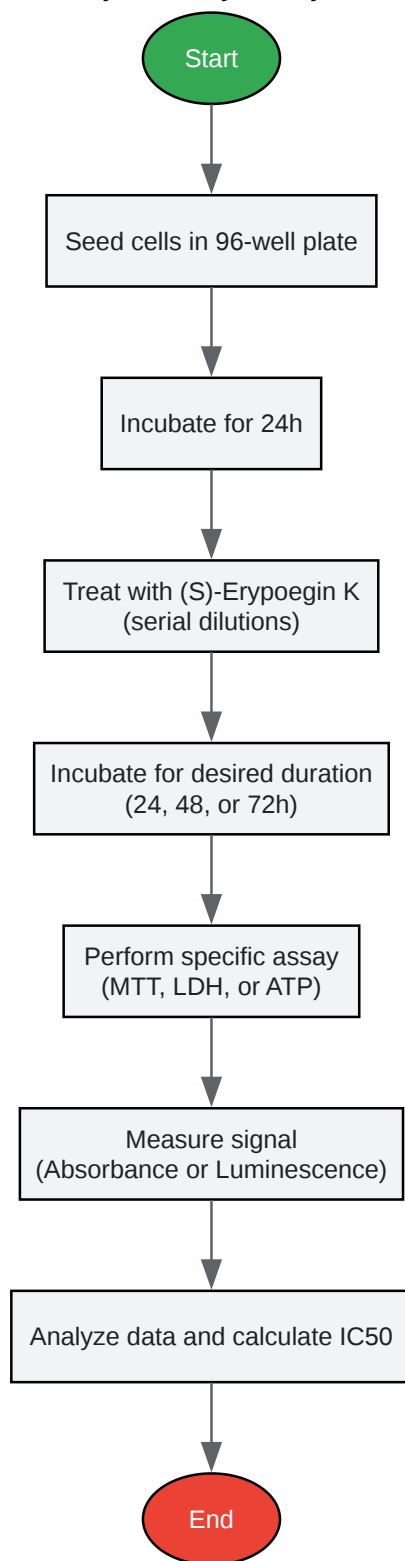 Start
Seed cells in 96-well plate
Incubate for 24h
Treat with (S)-Erypoegin K
(serial dilutions)
Incubate for desired duration
(24, 48, or 72h)
Perform specific assay
(MTT, LDH, or ATP)
Measure signal
(Absorbance or Luminescence)
Analyze data and calculate IC50
End